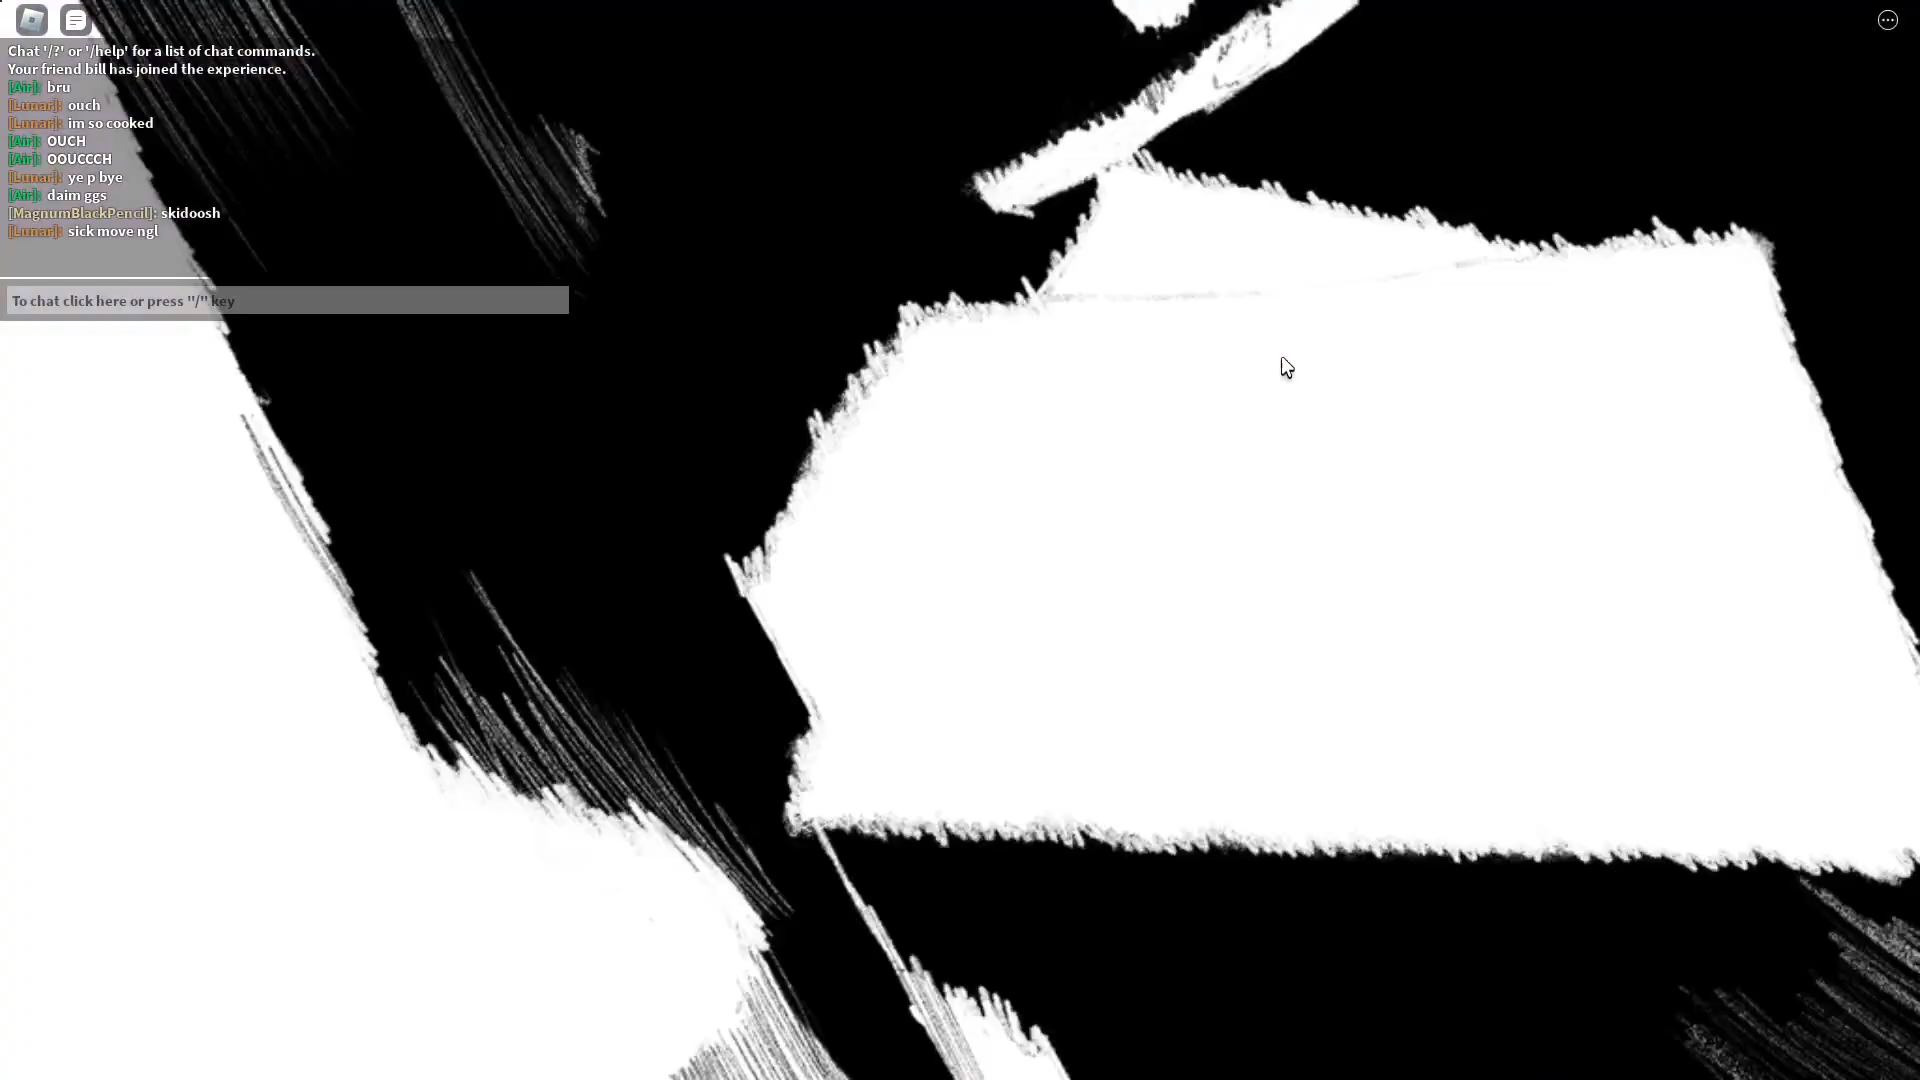 Chat '/?' or '/help' for a list of chat commands.
Your friend bill has joined the experience.
[Air]: bru
[Lunar]: ouch
[Lunar]: im so cooked
[Air]: OUCH
[Air]: OOUCCCH
[Lunar]: ye p bye
[Air]: daim ggs
[MagnumBlackPencil]: skidoosh
[Lunar]: sick move ngl
To chat click here or press "/" key